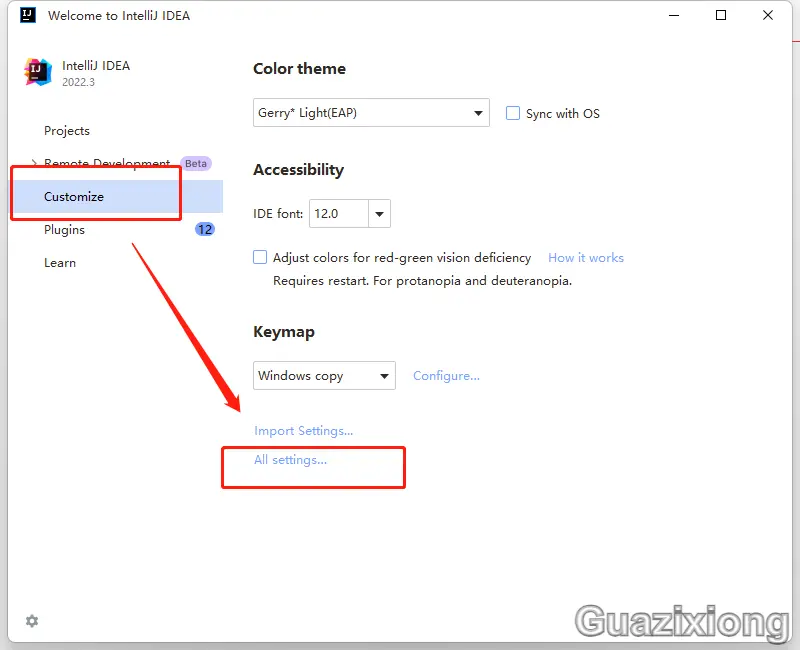 Welcome to IntelliJ IDEA
IntelliJ IDEA
2022.3
Projects
Remote Development Beta
Customize
Plugins 12
Learn
Color theme
Gerry* Light(EAP) Sync with OS
Accessibility
IDE font: 12.0
Adjust colors for red-green vision deficiency How it works
Requires restart. For protanopia and deuteranopia.
Keymap
Windows copy Configure...
Import Settings...
All settings...
Guazixiong